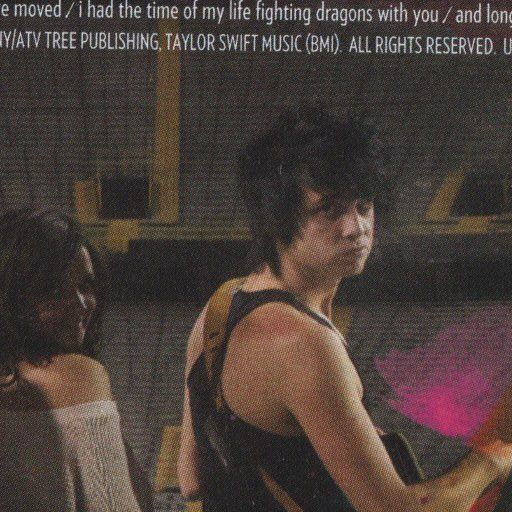 e moved / i had the time of my life fighting dragons with you / and long
Y/ATV TREE PUBLISHING, TAYLOR SWIFT MUSIC (BMI). ALL RIGHTS RESERVED. U